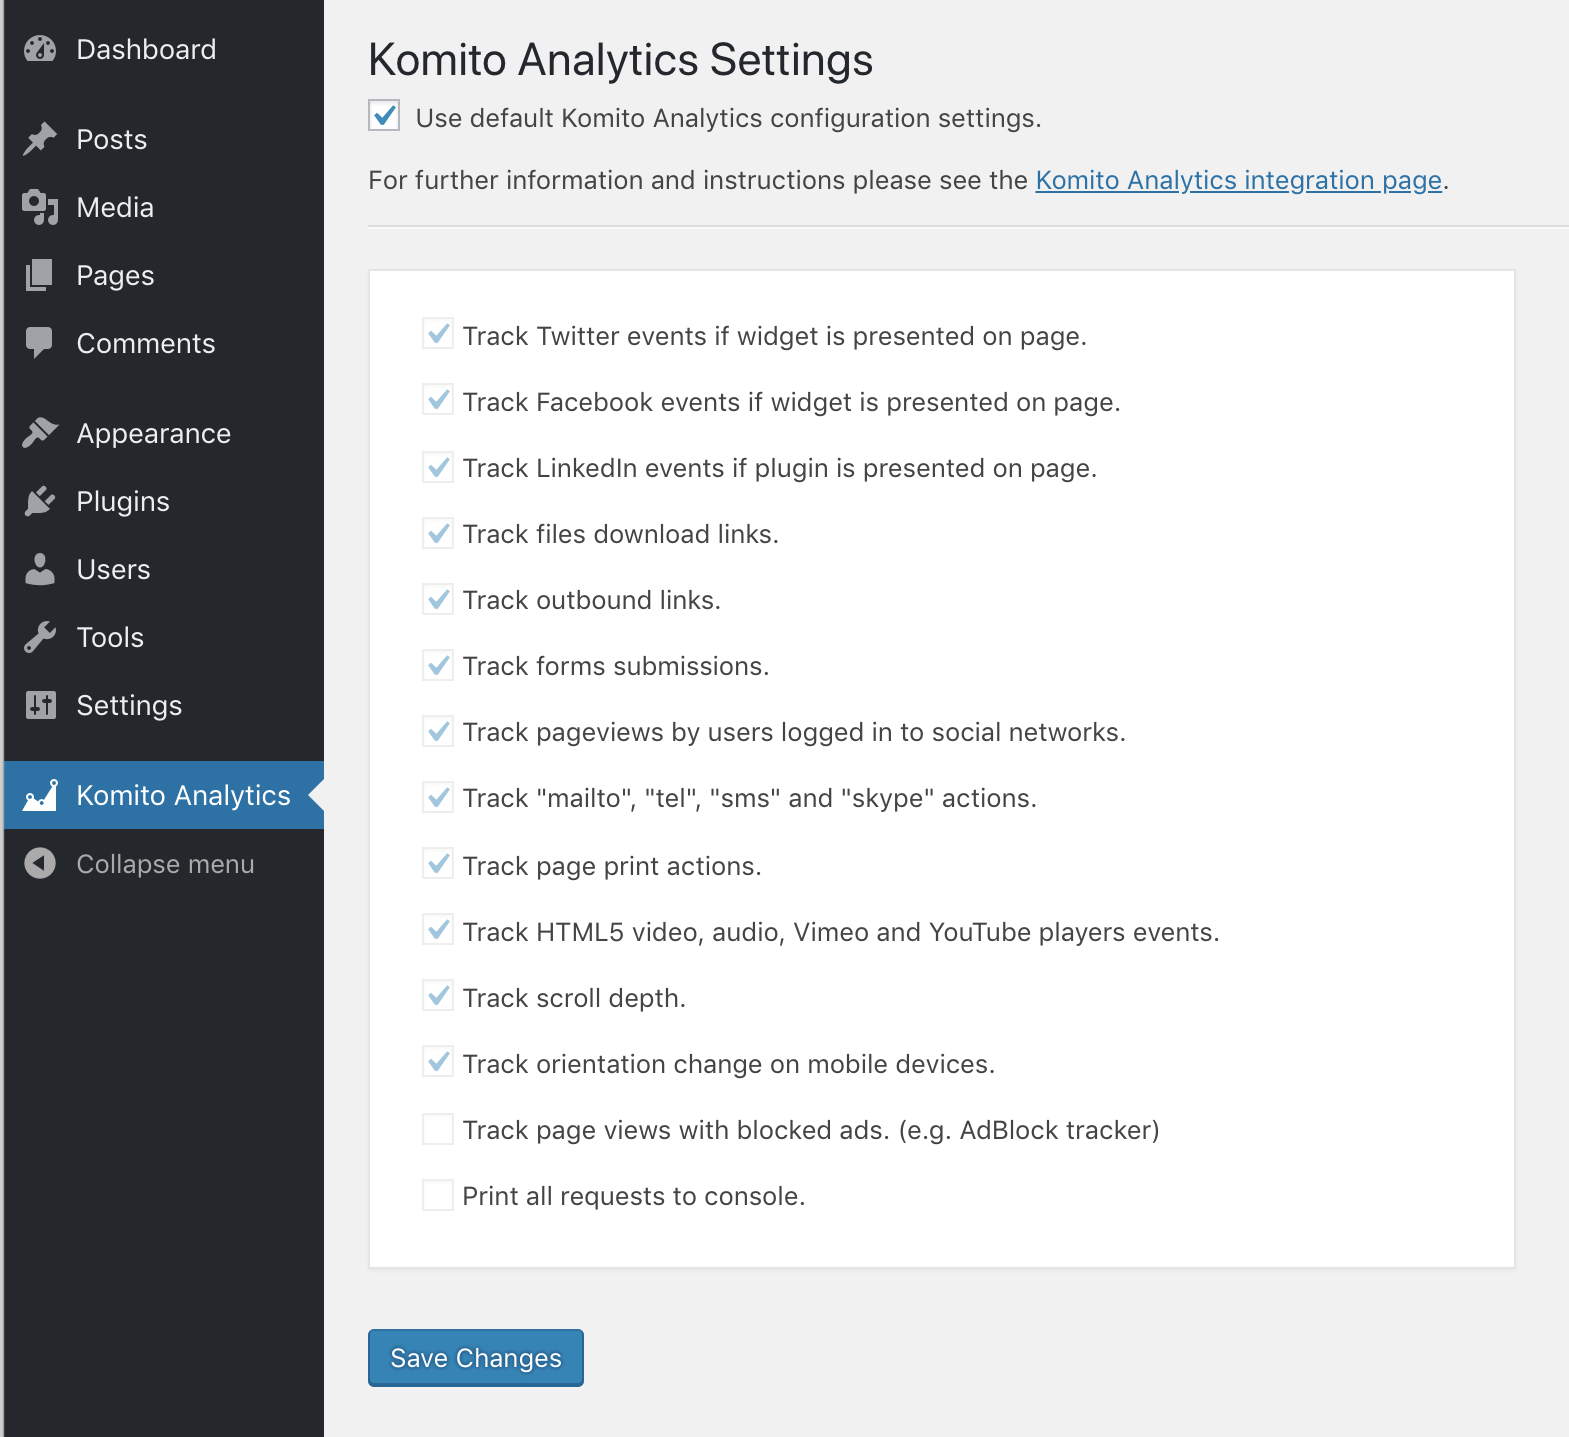 Dashboard
Posts
Media
Pages
Comments
Appearance
Plugins
Users
Tools
Settings
Komito Analytics
Collapse menu
Komito Analytics Settings
Use default Komito Analytics configuration settings.
For further information and instructions please see the Komito Analytics integration page.
Track Twitter events if widget is presented on page.
Track Facebook events if widget is presented on page.
Track LinkedIn events if plugin is presented on page.
Track files download links.
Track outbound links.
Track forms submissions.
Track pageviews by users logged in to social networks.
Track "mailto", "tel", "sms" and "skype" actions.
Track page print actions.
Track HTML5 video, audio, Vimeo and YouTube players events.
Track scroll depth.
Track orientation change on mobile devices.
Track page views with blocked ads. (e.g. AdBlock tracker)
Print all requests to console.
Save Changes